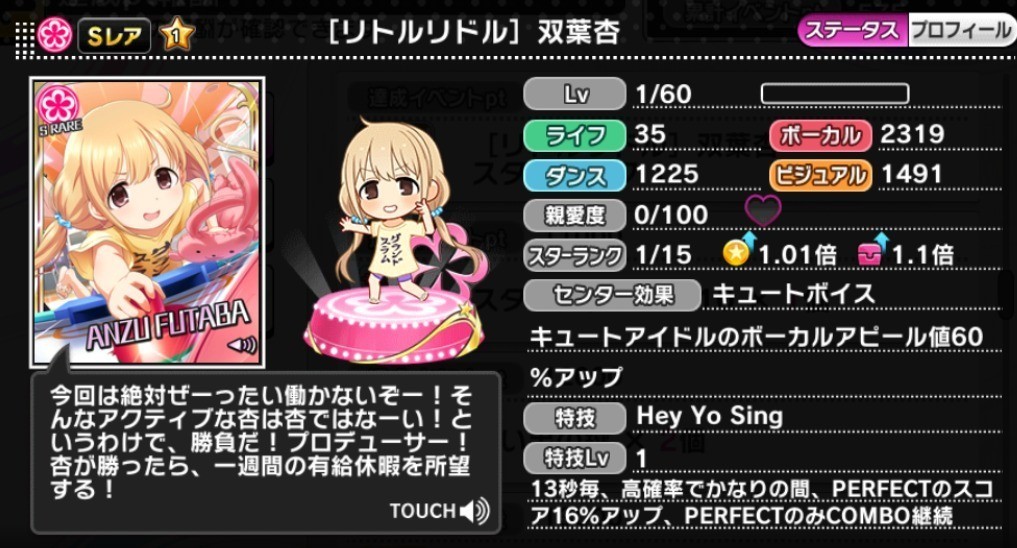 Sレア 1 [リトルリドル] 双葉杏 ステータス プロフィール
S RARE
ANZU FUTABA
グランドスラム
今回は絶対ぜーったい働かないぞー！そ
んなアクティブな杏は杏ではなーい！と
いうわけで、勝負だ！プロデューサー！
杏が勝ったら、一週間の有給休暇を所望
する！
TOUCH
Lv 1/60
ライフ 35 ボーカル 2319
ダンス 1225 ビジュアル 1491
親愛度 0/100
スターランク 1/15 1.01倍 1.1倍
センター効果 キュートボイス
キュートアイドルのボーカルアピール値60
%アップ
特技 Hey Yo Sing
特技Lv 1
13秒毎、高確率でかなりの間、PERFECTのスコ
ア16%アップ、PERFECTのみCOMBO継続